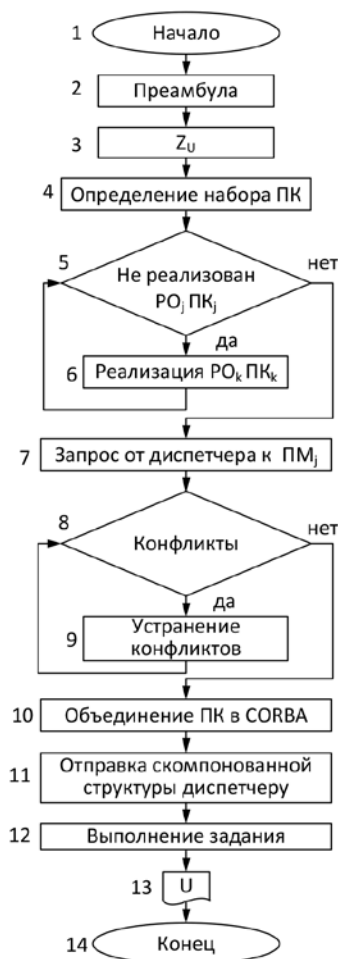 1 Начало
2 Преамбула
3 Z_U
4 Определение набора ПК
5 Не реализован
PO_j ПК_j
нет
да
6 Реализация PO_k ПК_k
7 Запрос от диспетчера к ПМ_j
8 Конфликты
нет
да
9 Устранение
конфликтов
10 Объединение ПК в CORBA
11 Отправка скомпонованной
структуры диспетчеру
12 Выполнение задания
13 U
14 Конец